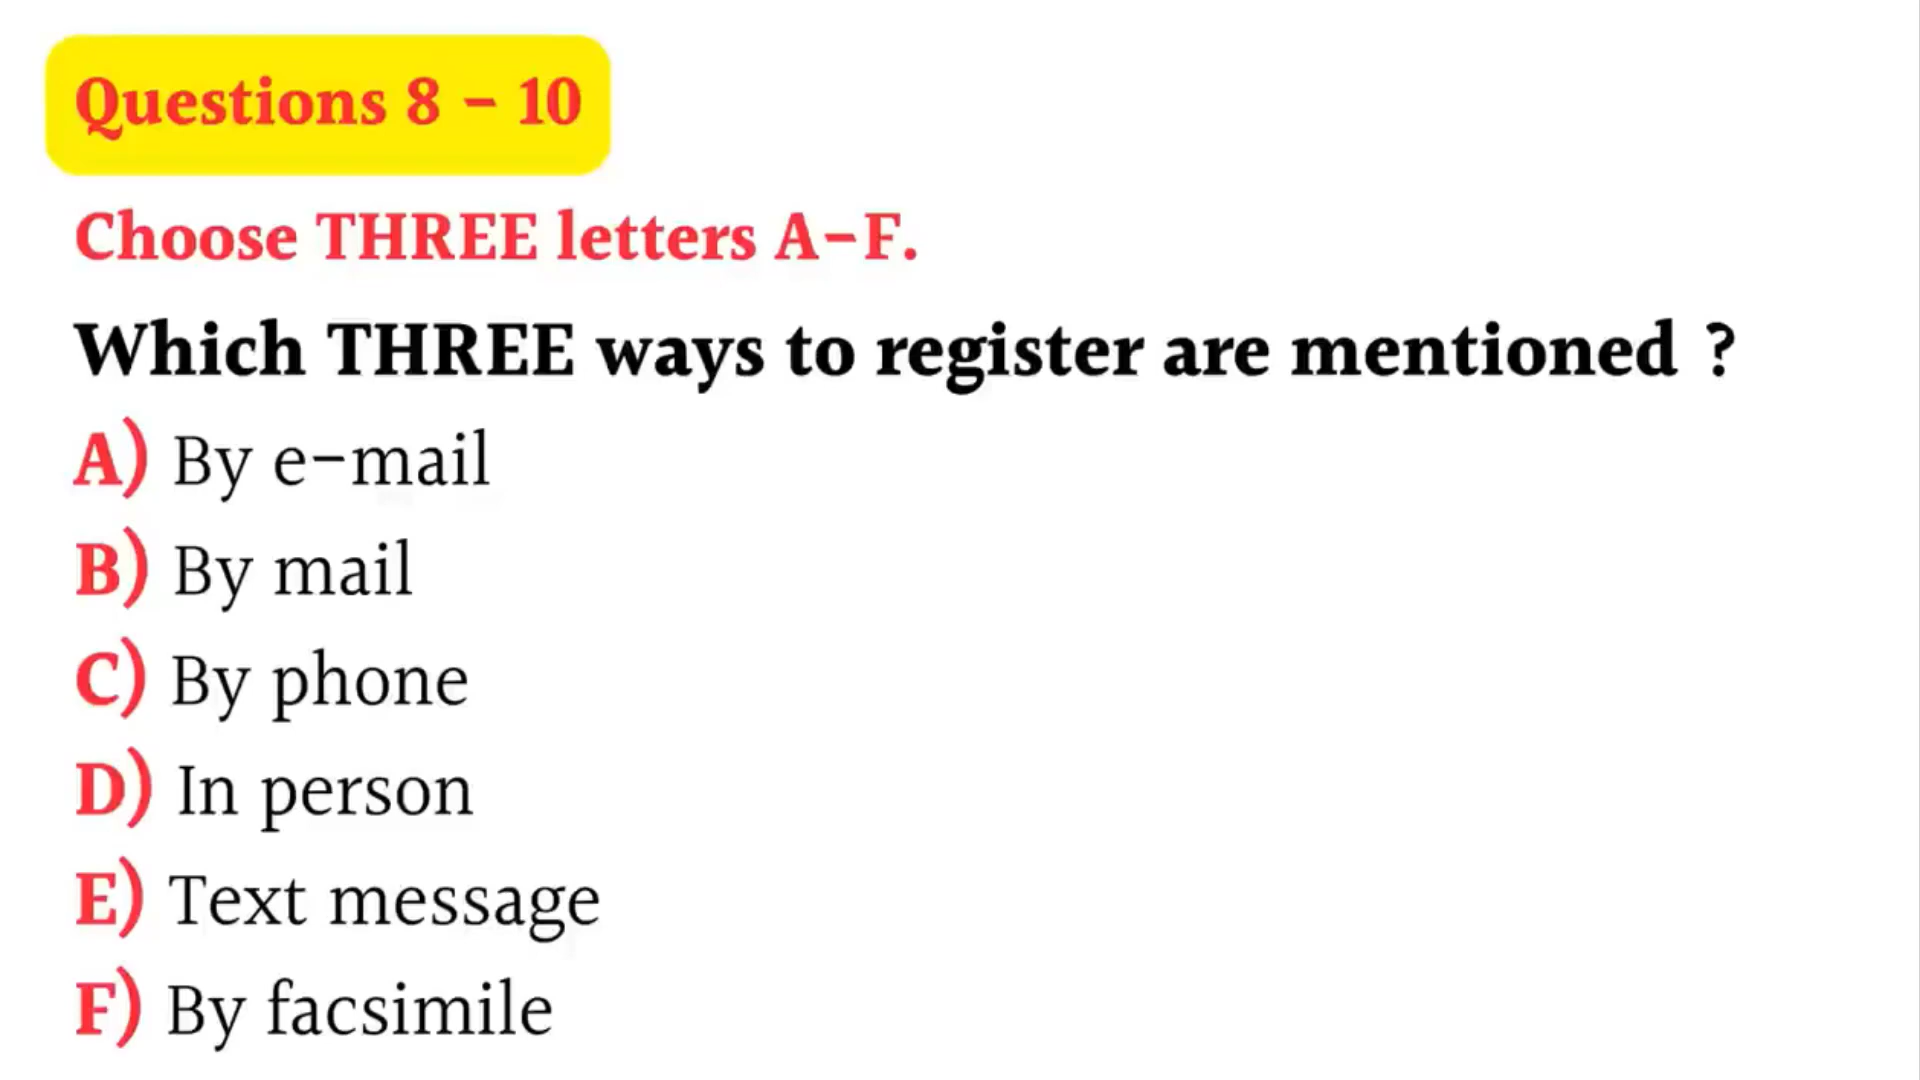 Questions 8 - 10
Choose THREE letters A-F.
Which THREE ways to register are mentioned ?
A) By e-mail
B) By mail
C) By phone
D) In person
E) Text message
F) By facsimile